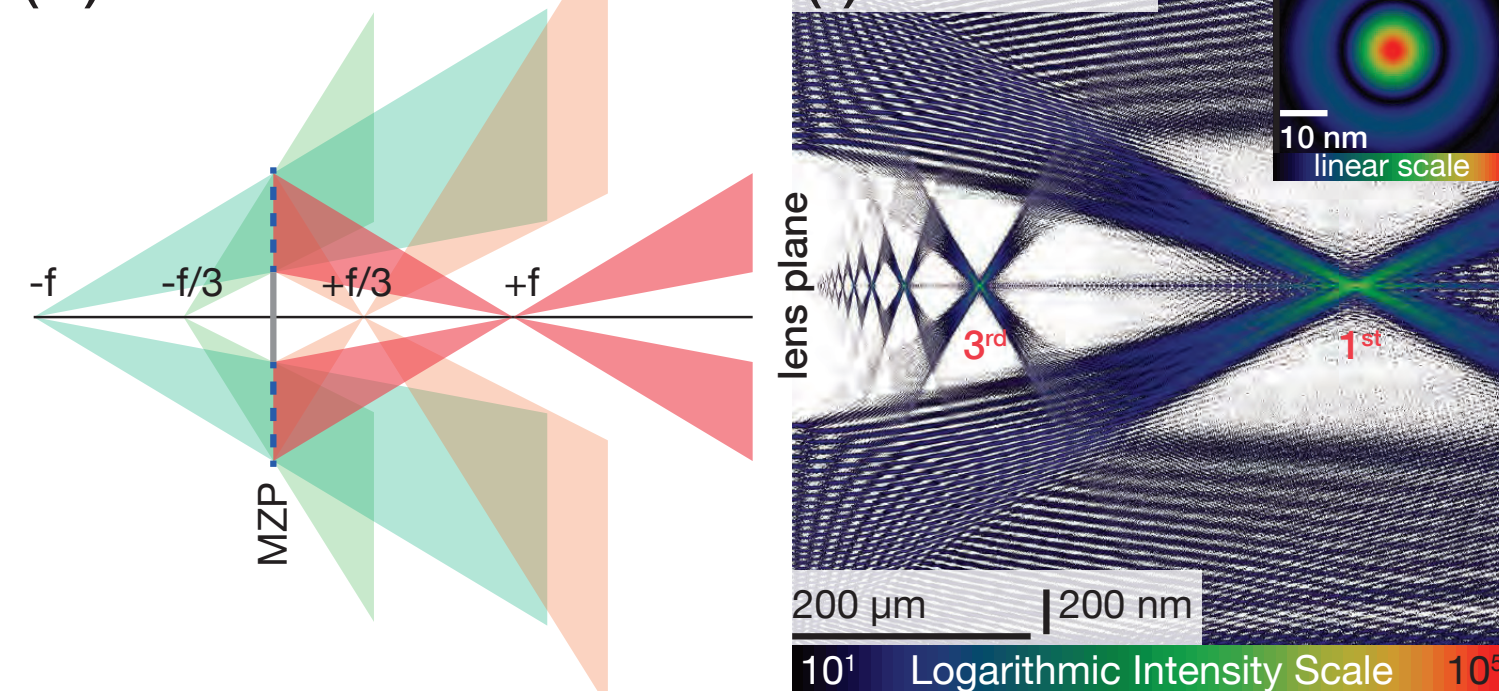 -f
-f/3
+f/3
+f
MZP
lens plane
3rd
1st
10 nm
linear scale
200 µm
200 nm
10¹
Logarithmic Intensity Scale
10⁵